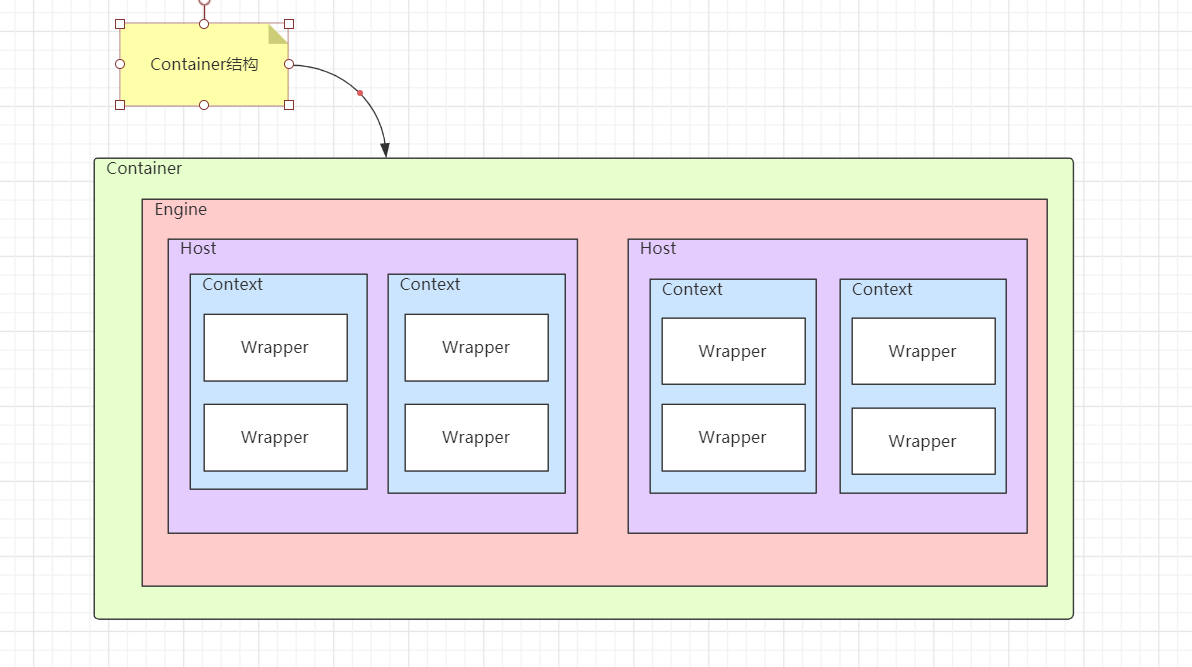 Container结构
Container
Engine
Host
Context
Wrapper
Wrapper
Context
Wrapper
Wrapper
Host
Context
Wrapper
Wrapper
Context
Wrapper
Wrapper